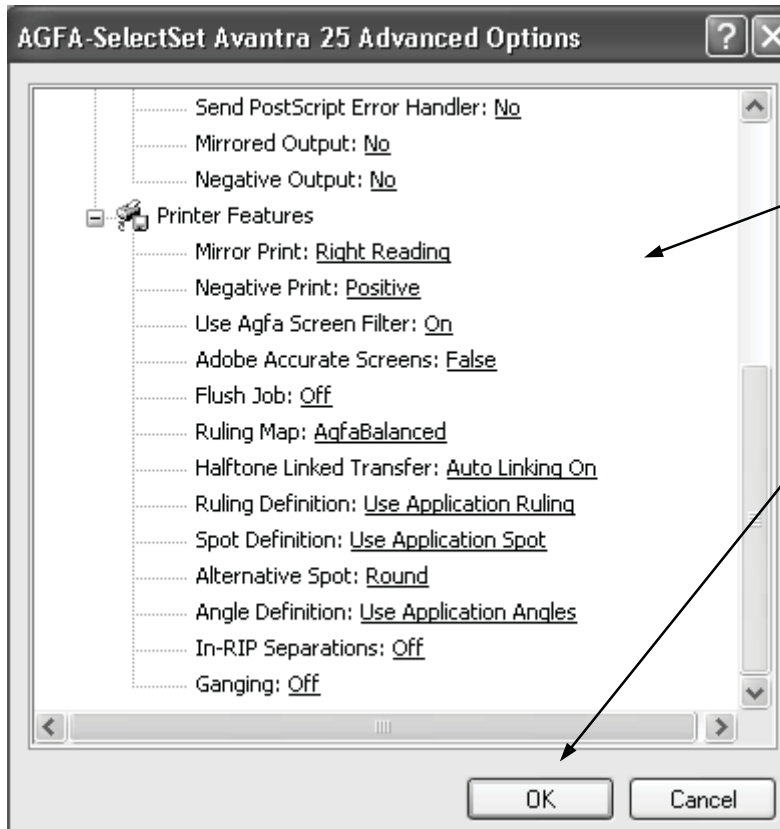 AGFA-SelectSet Avantra 25 Advanced Options
Send PostScript Error Handler: No
Mirrored Output: No
Negative Output: No
Printer Features
Mirror Print: Right Reading
Negative Print: Positive
Use Agfa Screen Filter: On
Adobe Accurate Screens: False
Flush Job: Off
Ruling Map: AgfaBalanced
Halftone Linked Transfer: Auto Linking On
Ruling Definition: Use Application Ruling
Spot Definition: Use Application Spot
Alternative Spot: Round
Angle Definition: Use Application Angles
In-RIP Separations: Off
Ganging: Off
OK Cancel